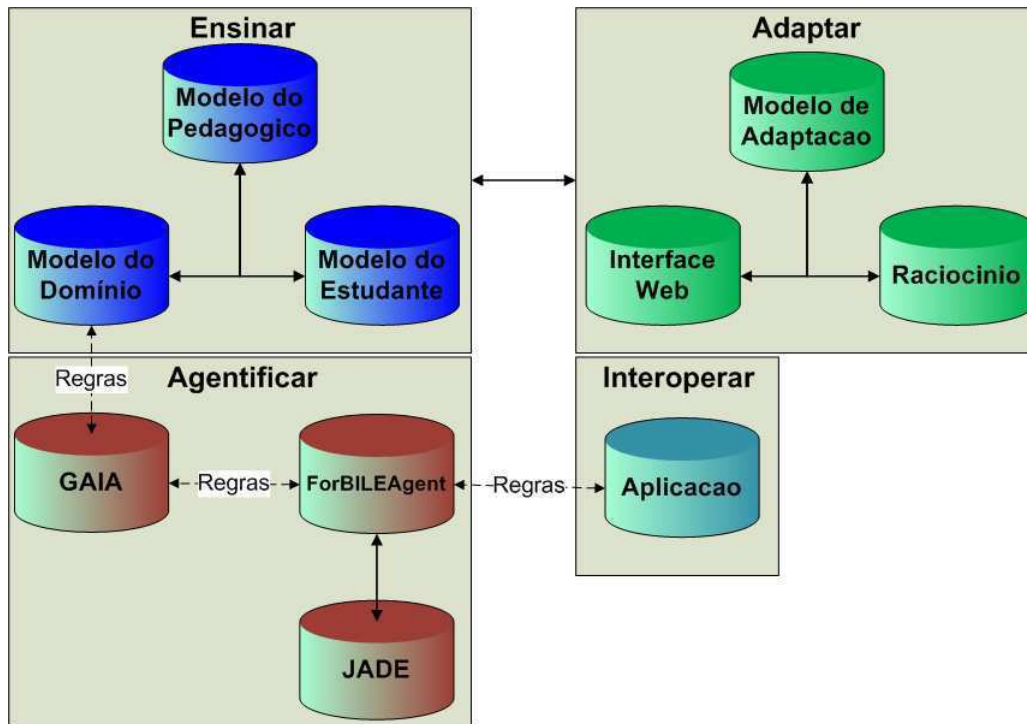 Ensinar
Modelo do
Pedagogico
Modelo do
Domínio
Modelo do
Estudante
Adaptar
Modelo de
Adaptacao
Interface
Web
Raciocinio
Regras
Agentificar
GAIA
Regras
ForBILEAgent
JADE
Regras
Interoperar
Aplicacao